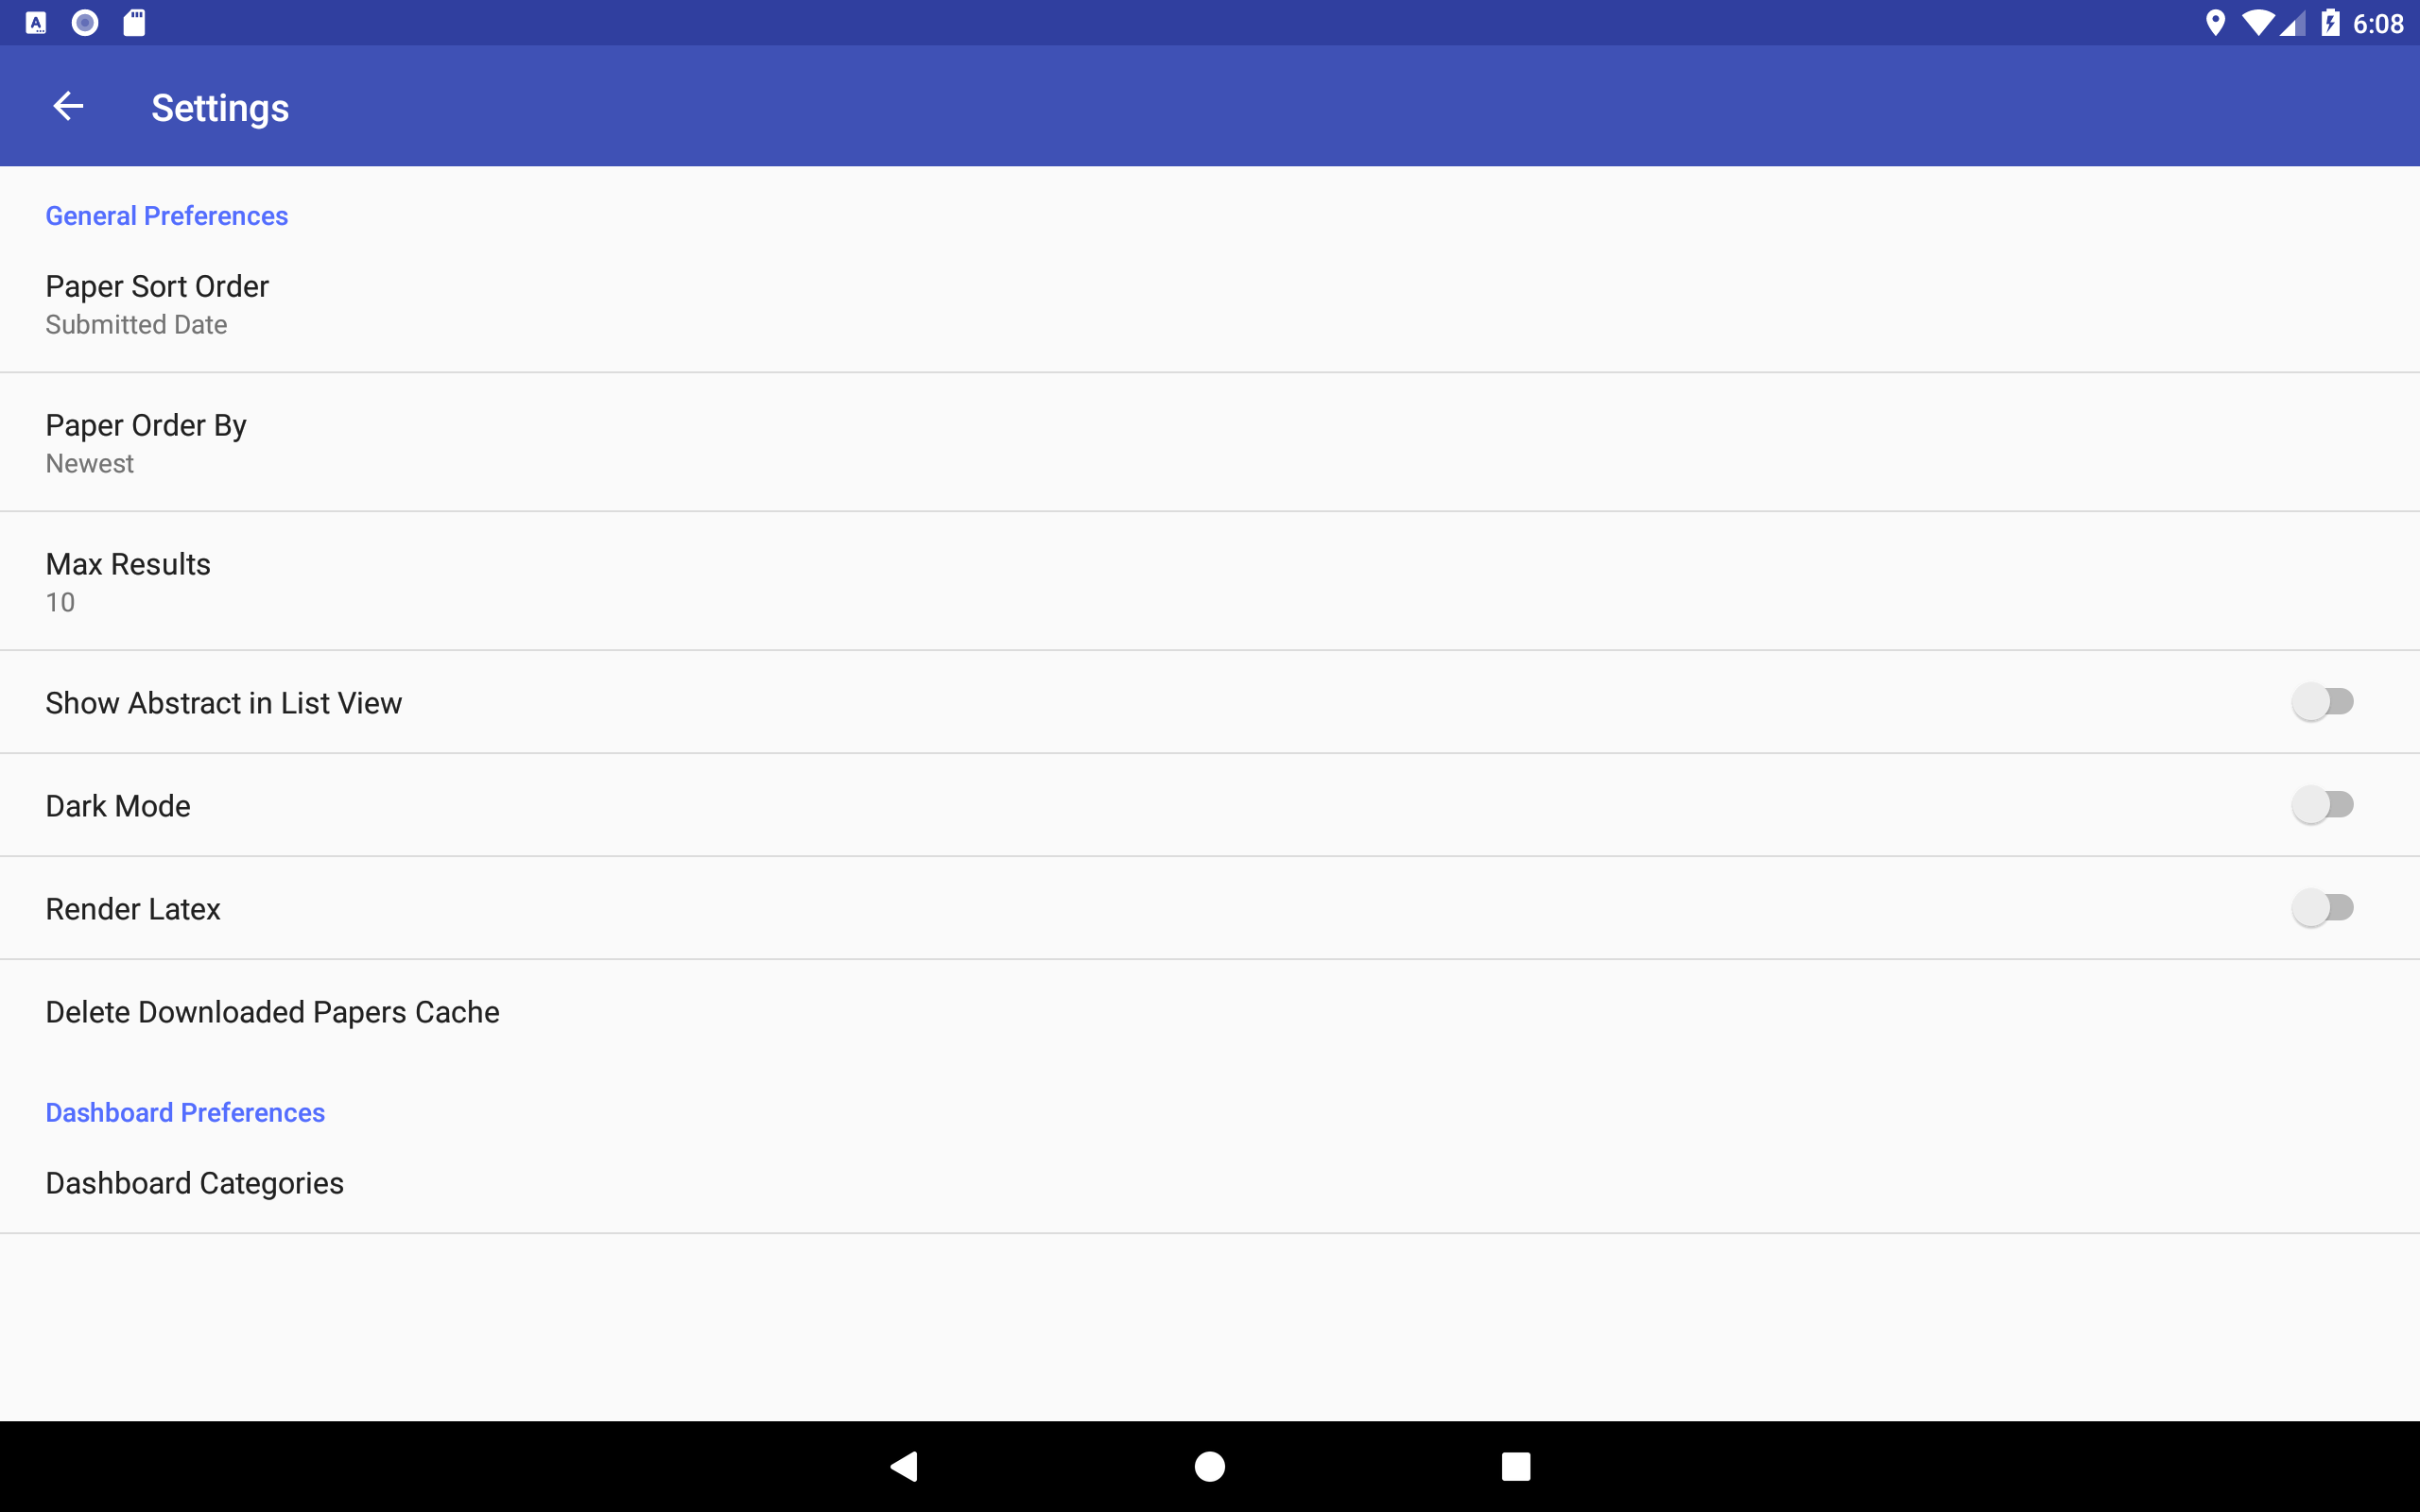 6:08
Settings
General Preferences
Paper Sort Order
Submitted Date
Paper Order By
Newest
Max Results
10
Show Abstract in List View
Dark Mode
Render Latex
Delete Downloaded Papers Cache
Dashboard Preferences
Dashboard Categories